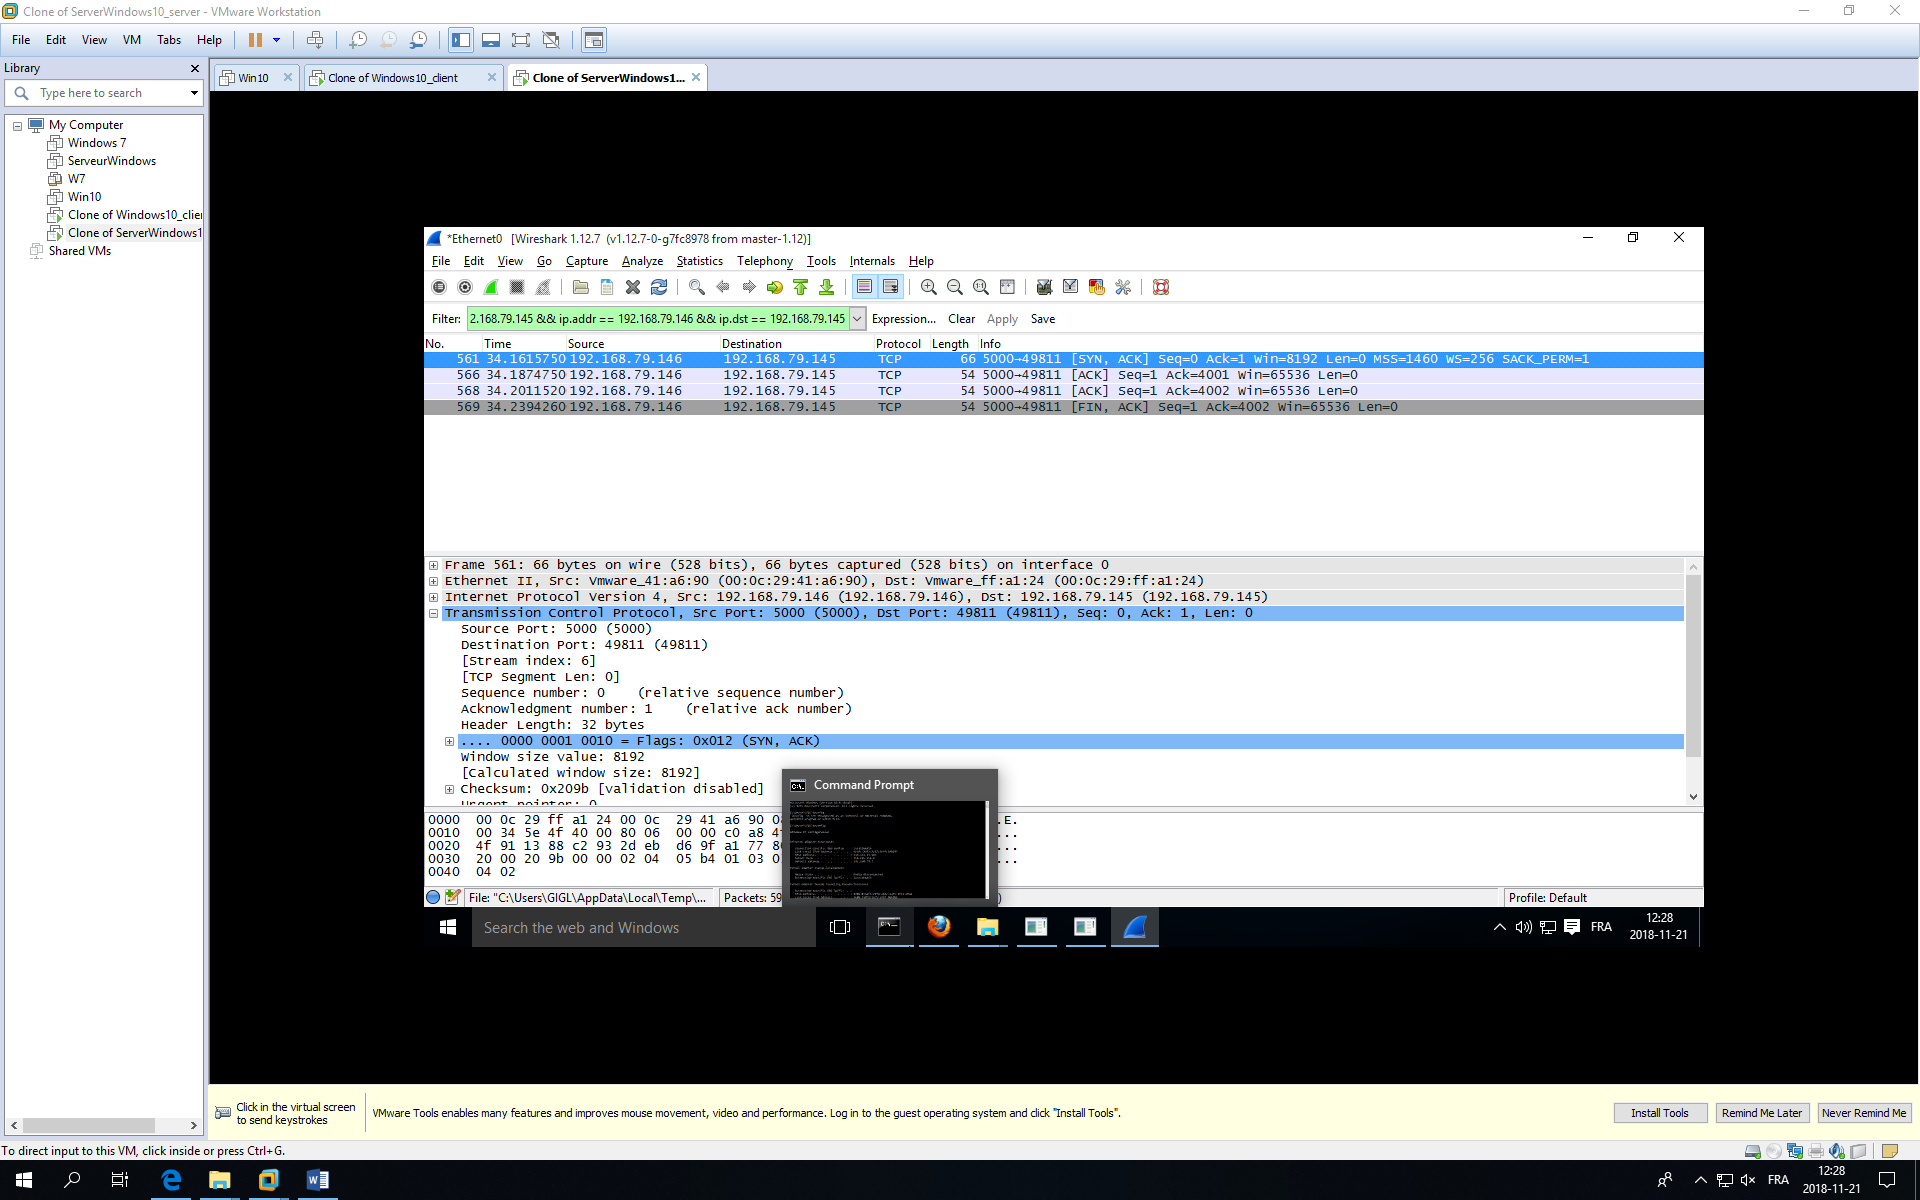 Clone of ServerWindows10_server - VMware Workstation
File Edit View VM Tabs Help
Library
Type here to search
My Computer
Windows 7
ServeurWindows
W7
Win10
Clone of Windows10_clier
Clone of ServerWindows1
Shared VMs
Win10 Clone of Windows10_client Clone of ServerWindows1...
*Ethernet0 [Wireshark 1.12.7 (v1.12.7-0-g7fc8978 from master-1.12)]
File Edit View Go Capture Analyze Statistics Telephony Tools Internals Help
Filter: 2.168.79.145 && ip.addr == 192.168.79.146 && ip.dst == 192.168.79.145 Expression... Clear Apply Save
No. Time Source Destination Protocol Length Info
561 34.1615750 192.168.79.146 192.168.79.145 TCP 66 5000→49811 [SYN, ACK] Seq=0 Ack=1 Win=8192 Len=0 MSS=1460 WS=256 SACK_PERM=1
566 34.1874750 192.168.79.146 192.168.79.145 TCP 54 5000→49811 [ACK] Seq=1 Ack=4001 Win=65536 Len=0
568 34.2011520 192.168.79.146 192.168.79.145 TCP 54 5000→49811 [ACK] Seq=1 Ack=4002 Win=65536 Len=0
569 34.2394260 192.168.79.146 192.168.79.145 TCP 54 5000→49811 [FIN, ACK] Seq=1 Ack=4002 Win=65536 Len=0
Frame 561: 66 bytes on wire (528 bits), 66 bytes captured (528 bits) on interface 0
Ethernet II, Src: Vmware_41:a6:90 (00:0c:29:41:a6:90), Dst: Vmware_ff:a1:24 (00:0c:29:ff:a1:24)
Internet Protocol Version 4, Src: 192.168.79.146 (192.168.79.146), Dst: 192.168.79.145 (192.168.79.145)
Transmission Control Protocol, Src Port: 5000 (5000), Dst Port: 49811 (49811), Seq: 0, Ack: 1, Len: 0
Source Port: 5000 (5000)
Destination Port: 49811 (49811)
[Stream index: 6]
[TCP Segment Len: 0]
Sequence number: 0 (relative sequence number)
Acknowledgment number: 1 (relative ack number)
Header Length: 32 bytes
.... 0000 0001 0010 = Flags: 0x012 (SYN, ACK)
Window size value: 8192
[Calculated window size: 8192]
Checksum: 0x209b [validation disabled]
Urgent pointer: 0
Command Prompt
0000 00 0c 29 ff a1 24 00 0c 29 41 a6 90 .E.
0010 00 34 5e 4f 40 00 80 06 00 00 c0 a8 ...
0020 4f 91 13 88 c2 93 2d eb d6 9f a1 77 ...
0030 20 00 20 9b 00 00 02 04 05 b4 01 03 ...
0040 04 02
File: "C:\Users\GIGL\AppData\Local\Temp\... Packets: 59 Profile: Default
Search the web and Windows
FRA
12:28
2018-11-21
Click in the virtual screen
to send keystrokes
VMware Tools enables many features and improves mouse movement, video and performance. Log in to the guest operating system and click "Install Tools".
Install Tools Remind Me Later Never Remind Me
To direct input to this VM, click inside or press Ctrl+G.
FRA
12:28
2018-11-21